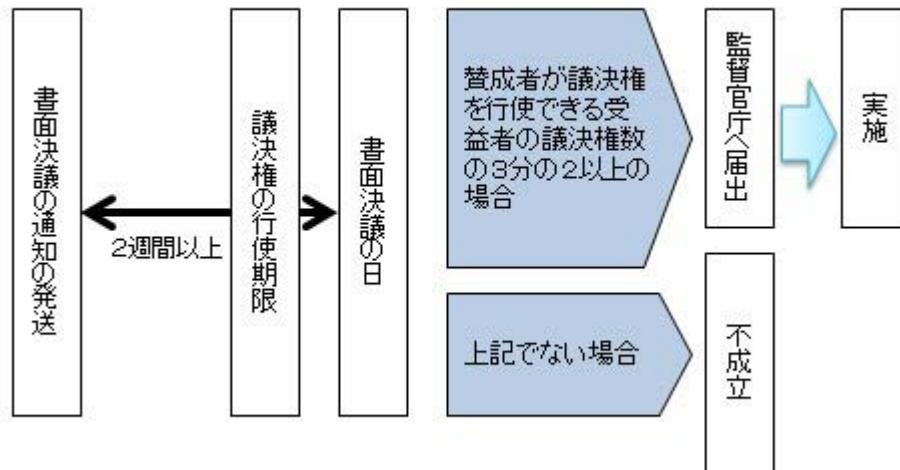 書面決議の通知の発送
2週間以上
議決権の行使期限
書面決議の日
賛成者が議決権
を行使できる受
益者の議決権数
の3分の2以上の
場合
監督官庁へ届出
実施
上記でない場合
不成立